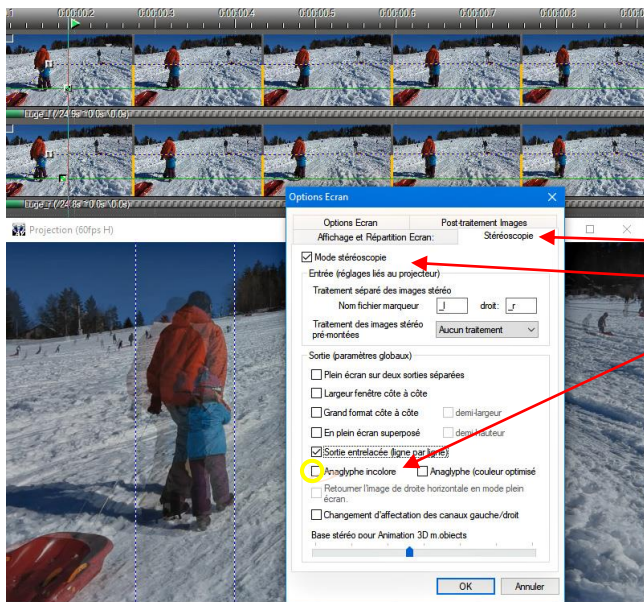 0:00:00.2 0:00:00.3 0:00:00.4 0:00:00.5 0:00:00.6 0:00:00.7 0:00:00.8
Options Ecran
Projection (60fps H)
Options Ecran Post-traitement Images
Affichage et Répartition Ecran: Stéréoscopie
Mode stéréoscopie
Entrée (réglages liés au projecteur)
Traitement séparé des images stéréo
Nom fichier marqueur _l droit: _r
Traitement des images stéréo
pré-montées
Aucun traitement
Sortie (paramètres globaux)
Plein écran sur deux sorties séparées
Largeur fenêtre côte à côte
Grand format côte à côte demi-largeur
En plein écran superposé demi-hauteur
Sortie entrelacée (ligne par ligne)
Anaglyphe incolore Anaglyphe (couleur optimisé
Retourner l'image de droite horizontale en mode plein
écran.
Changement d'affectation des canaux gauche/droit
Base stéréo pour Animation 3D m.objects
OK Annuler